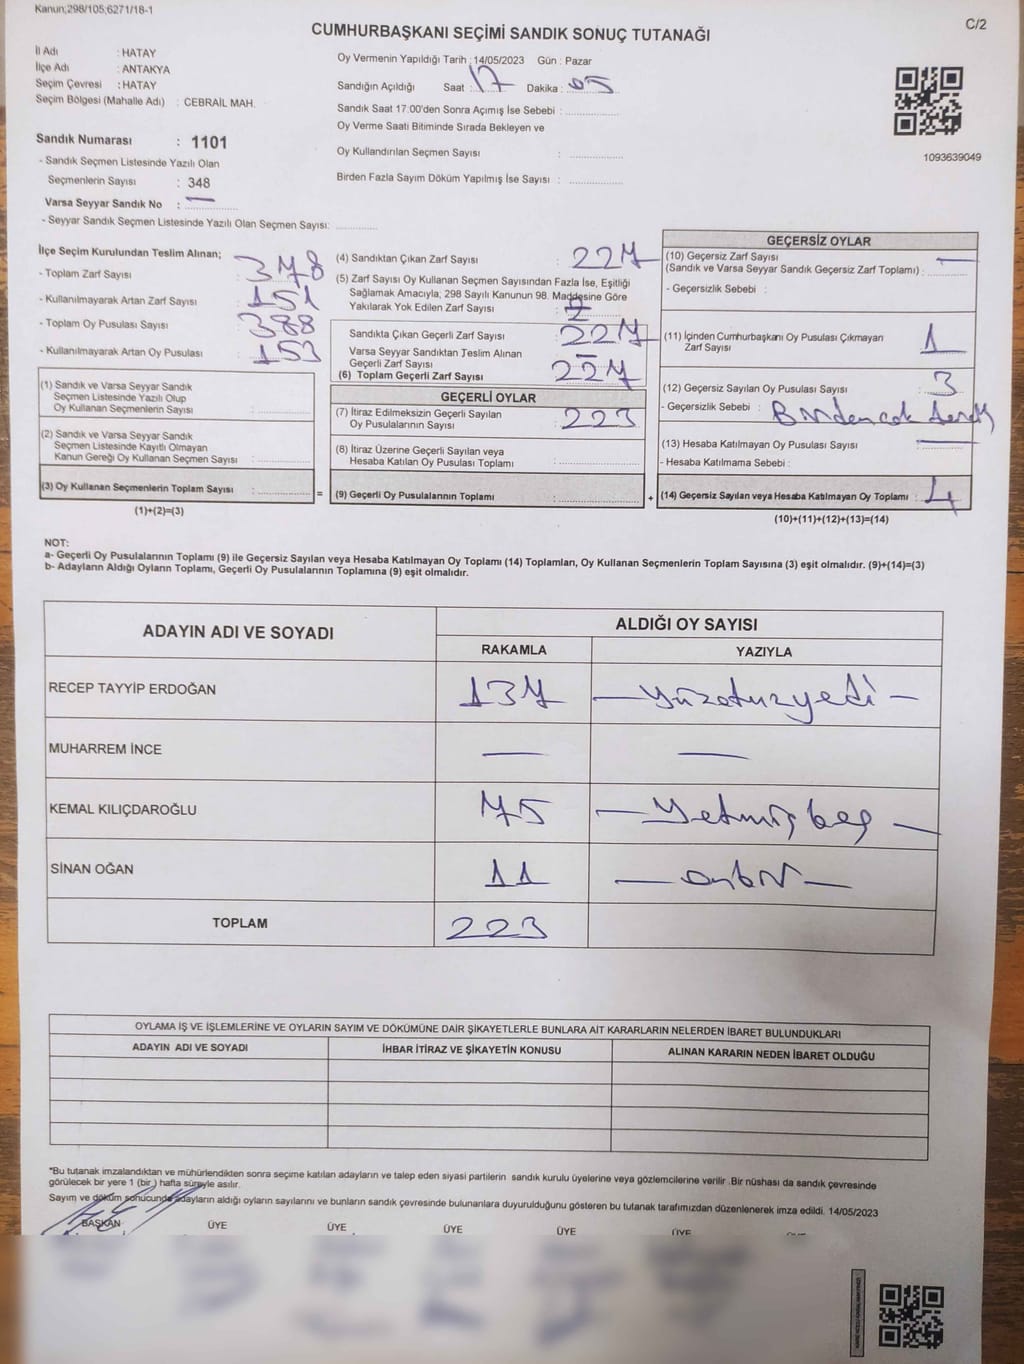 Kanun;298/105;6271/18-1
C/2
CUMHURBAŞKANI SEÇİMİ SANDIK SONUÇ TUTANAĞI
İl Adı : HATAY
İlçe Adı : ANTAKYA
Seçim Çevresi : HATAY
Seçim Bölgesi (Mahalle Adı) : CEBRAİL MAH.
Sandık Numarası : 1101
- Sandık Seçmen Listesinde Yazılı Olan
Seçmenlerin Sayısı : 348
Varsa Seyyar Sandık No : —
- Seyyar Sandık Seçmen Listesinde Yazılı Olan Seçmen Sayısı:
Oy Vermenin Yapıldığı Tarih : 14/05/2023 Gün : Pazar
Sandığın Açıldığı Saat : 17 Dakika : 05
Sandık Saat 17:00'den Sonra Açımış İse Sebebi :
Oy Verme Saati Bitiminde Sırada Bekleyen ve
Oy Kullandırılan Seçmen Sayısı :
Birden Fazla Sayım Döküm Yapılmış İse Sayısı :
1093639049
İlçe Seçim Kurulundan Teslim Alınan;
- Toplam Zarf Sayısı : 378
- Kullanılmayarak Artan Zarf Sayısı : 151
- Toplam Oy Pusulası Sayısı : 388
- Kullanılmayarak Artan Oy Pusulası : 153
(1) Sandık ve Varsa Seyyar Sandık
Seçmen Listesinde Yazılı Olup
Oy Kullanan Seçmenlerin Sayısı :
(2) Sandık ve Varsa Seyyar Sandık
Seçmen Listesinde Kayıtlı Olmayan
Kanun Gereği Oy Kullanan Seçmen Sayısı :
(3) Oy Kullanan Seçmenlerin Toplam Sayısı : =
(1)+(2)=(3)
(4) Sandıktan Çıkan Zarf Sayısı : 227
(5) Zarf Sayısı Oy Kullanan Seçmen Sayısından Fazla İse, Eşitliği
Sağlamak Amacıyla, 298 Sayılı Kanunun 98. Maddesine Göre
Yakılarak Yok Edilen Zarf Sayısı :
Sandıkta Çıkan Geçerli Zarf Sayısı : 227
Varsa Seyyar Sandıktan Teslim Alınan
Geçerli Zarf Sayısı : —
(6) Toplam Geçerli Zarf Sayısı : 227
GEÇERLİ OYLAR
(7) İtiraz Edilmeksizin Geçerli Sayılan
Oy Pusulalarının Sayısı : 223
(8) İtiraz Üzerine Geçerli Sayılan veya
Hesaba Katılan Oy Pusulası Toplamı :
(9) Geçerli Oy Pusulalarının Toplamı : +
GEÇERSİZ OYLAR
(10) Geçersiz Zarf Sayısı : —
(Sandık ve Varsa Seyyar Sandık Geçersiz Zarf Toplamı) :
- Geçersizlik Sebebi :
(11) İçinden Cumhurbaşkanı Oy Pusulası Çıkmayan
Zarf Sayısı : 1
(12) Geçersiz Sayılan Oy Pusulası Sayısı : 3
- Geçersizlik Sebebi : Birden çok
(13) Hesaba Katılmayan Oy Pusulası Sayısı : —
- Hesaba Katılmama Sebebi :
(14) Geçersiz Sayılan veya Hesaba Katılmayan Oy Toplamı : 4
(10)+(11)+(12)+(13)=(14)
NOT:
a- Geçerli Oy Pusulalarının Toplamı (9) ile Geçersiz Sayılan veya Hesaba Katılmayan Oy Toplamı (14) Toplamları, Oy Kullanan Seçmenlerin Toplam Sayısına (3) eşit olmalıdır. (9)+(14)=(3)
b- Adayların Aldığı Oyların Toplamı, Geçerli Oy Pusulalarının Toplamına (9) eşit olmalıdır.
ADAYIN ADI VE SOYADI
ALDIĞI OY SAYISI
RAKAMLA YAZIYLA
RECEP TAYYİP ERDOĞAN 137 — yüzotuzyedi —
MUHARREM İNCE — —
KEMAL KILIÇDAROĞLU 75 — Yetmişbeş —
SİNAN OĞAN 11 — onbir —
TOPLAM 223
OYLAMA İŞ VE İŞLEMLERİNE VE OYLARIN SAYIM VE DÖKÜMÜNE DAİR ŞİKAYETLERLE BUNLARA AİT KARARLARIN NELERDEN İBARET BULUNDUKLARI
ADAYIN ADI VE SOYADI İHBAR İTİRAZ VE ŞİKAYETİN KONUSU ALINAN KARARIN NEDEN İBARET OLDUĞU
*Bu tutanak imzalandıktan ve mühürlendikten sonra seçime katılan adayların ve talep eden siyasi partilerin sandık kurulu üyelerine veya gözlemcilerine verilir .Bir nüshası da sandık çevresinde
görülecek bir yere 1 (bir ) hafta süreyle asılır.
Sayım ve döküm sonucunda adayların aldığı oyların sayılarını ve bunların sandık çevresinde bulunanlara duyurulduğunu gösteren bu tutanak tarafımızdan düzenlenerek imza edildi. 14/05/2023
BAŞKAN ÜYE ÜYE ÜYE ÜYE ÜYE